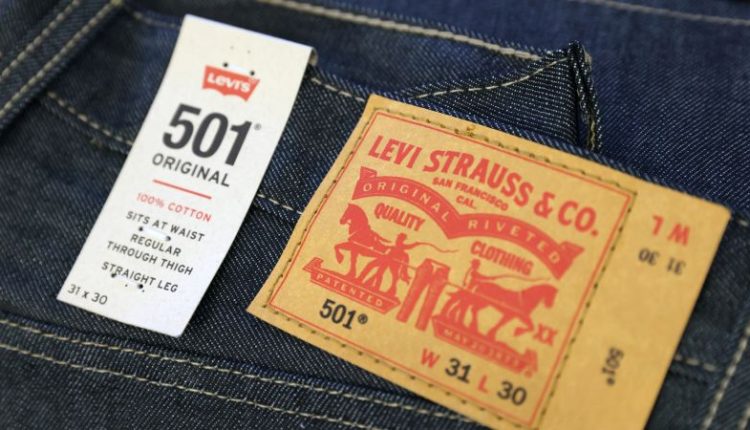 Levi's
501®
ORIGINAL
100% COTTON
SITS AT WAIST
REGULAR
THROUGH THIGH
STRAIGHT LEG
31 x 30
LEVI STRAUSS & CO.
SAN FRANCISCO
CAL.
ORIGINAL RIVETED
QUALITY CLOTHING
PATENTED
XX
501®
W 31 L 30
W L
31 30
501®